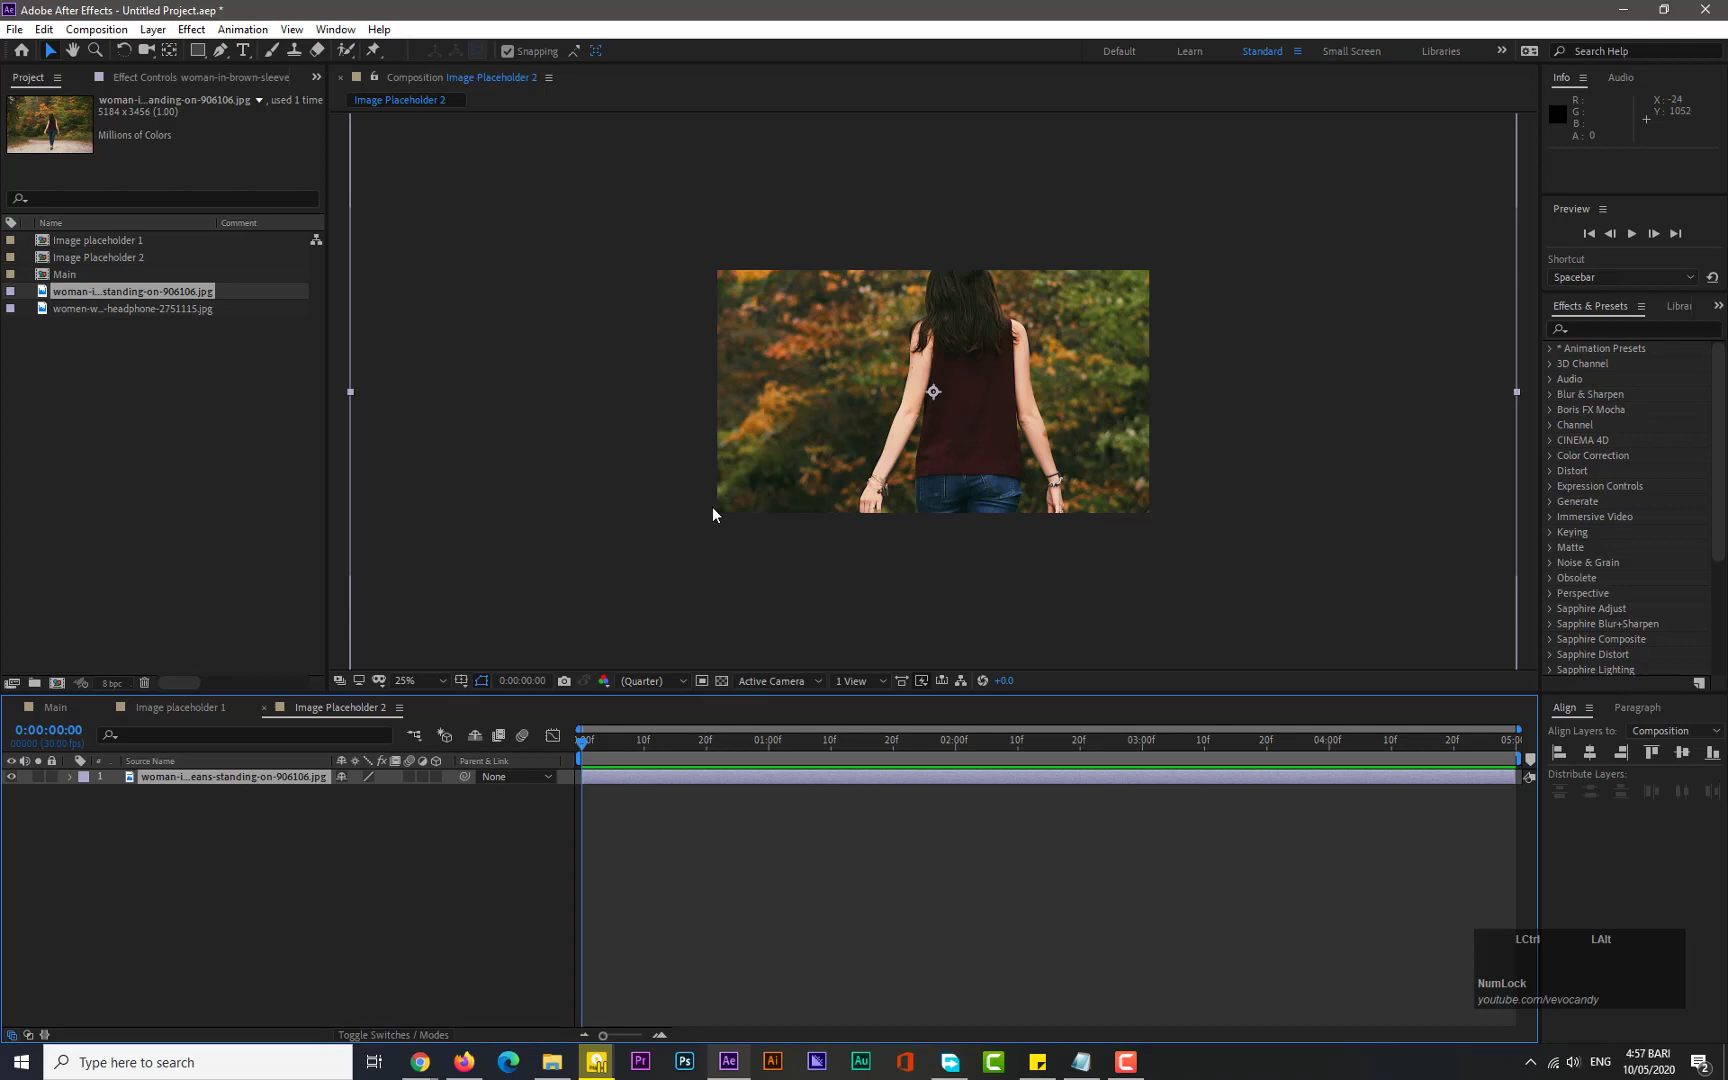 Adobe After Effects - Untitled Project.aep *
File Edit Composition Layer Effect Animation View Window Help
Snapping
Default Learn Standard Small Screen Libraries
Search Help
Project
Effect Controls woman-in-brown-sleeve
Composition Image Placeholder 2
Image Placeholder 2
woman-i...anding-on-906106.jpg , used 1 time
5184 x 3456 (1.00)
Millions of Colors
Name Comment
Image placeholder 1
Image Placeholder 2
Main
woman-i...standing-on-906106.jpg
women-w...-headphone-2751115.jpg
8 bpc
25%
0:00:00:00
(Quarter)
Active Camera
1 View
+0.0
Info Audio
R:
G:
B:
A: 0
X: -24
Y: 1052
Preview
Shortcut
Spacebar
Effects & Presets Librar
* Animation Presets
3D Channel
Audio
Blur & Sharpen
Boris FX Mocha
Channel
CINEMA 4D
Color Correction
Distort
Expression Controls
Generate
Immersive Video
Keying
Matte
Noise & Grain
Obsolete
Perspective
Sapphire Adjust
Sapphire Blur+Sharpen
Sapphire Composite
Sapphire Distort
Sapphire Lighting
Main Image placeholder 1 Image Placeholder 2
0:00:00:00
00000 (30.00 fps)
10f 20f 01:00f 10f 20f 02:00f 10f 20f 03:00f 10f 20f 04:00f 10f 20f
# Source Name Parent & Link
1 woman-i...eans-standing-on-906106.jpg None
Toggle Switches / Modes
Align Paragraph
Align Layers to: Composition
Distribute Layers:
LCtrl LAlt
NumLock
youtube.com/vevocandy
Type here to search
Pr Ps Ae Ai Au
ENG
4:57 BARI
10/05/2020
2